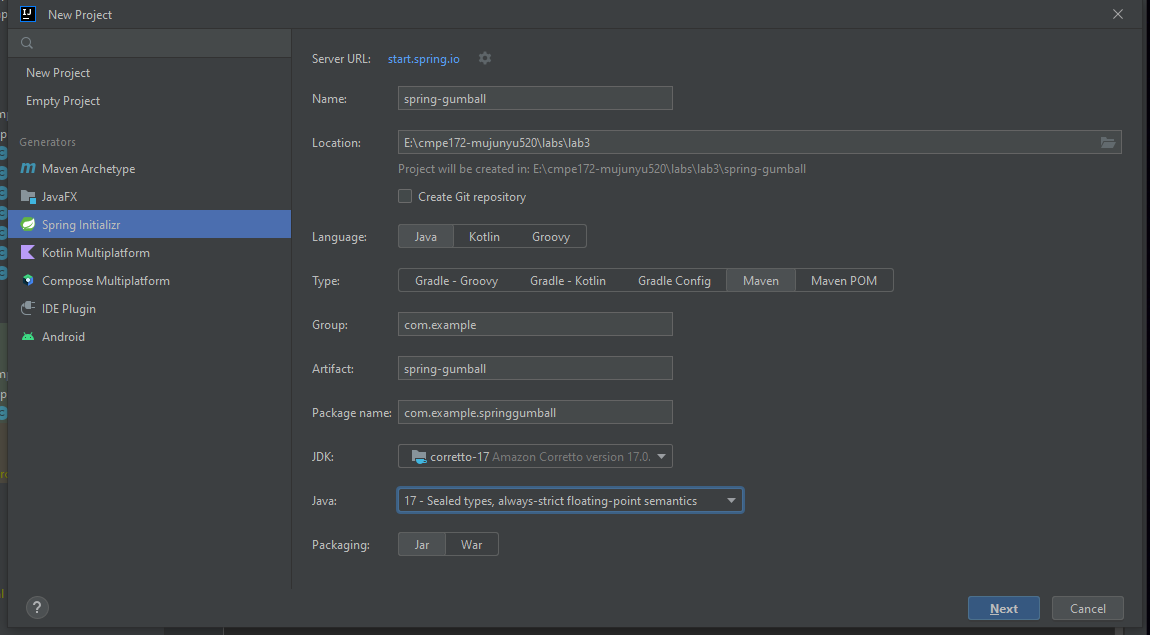 New Project
New Project
Empty Project
Generators
Maven Archetype
JavaFX
Spring Initializr
Kotlin Multiplatform
Compose Multiplatform
IDE Plugin
Android
Server URL: start.spring.io
Name: spring-gumball
Location: E:\cmpe172-mujunyu520\labs\lab3
Project will be created in: E:\cmpe172-mujunyu520\labs\lab3\spring-gumball
Create Git repository
Language: Java Kotlin Groovy
Type: Gradle - Groovy Gradle - Kotlin Gradle Config Maven Maven POM
Group: com.example
Artifact: spring-gumball
Package name: com.example.springgumball
JDK: corretto-17 Amazon Corretto version 17.0.
Java: 17 - Sealed types, always-strict floating-point semantics
Packaging: Jar War
? Next Cancel